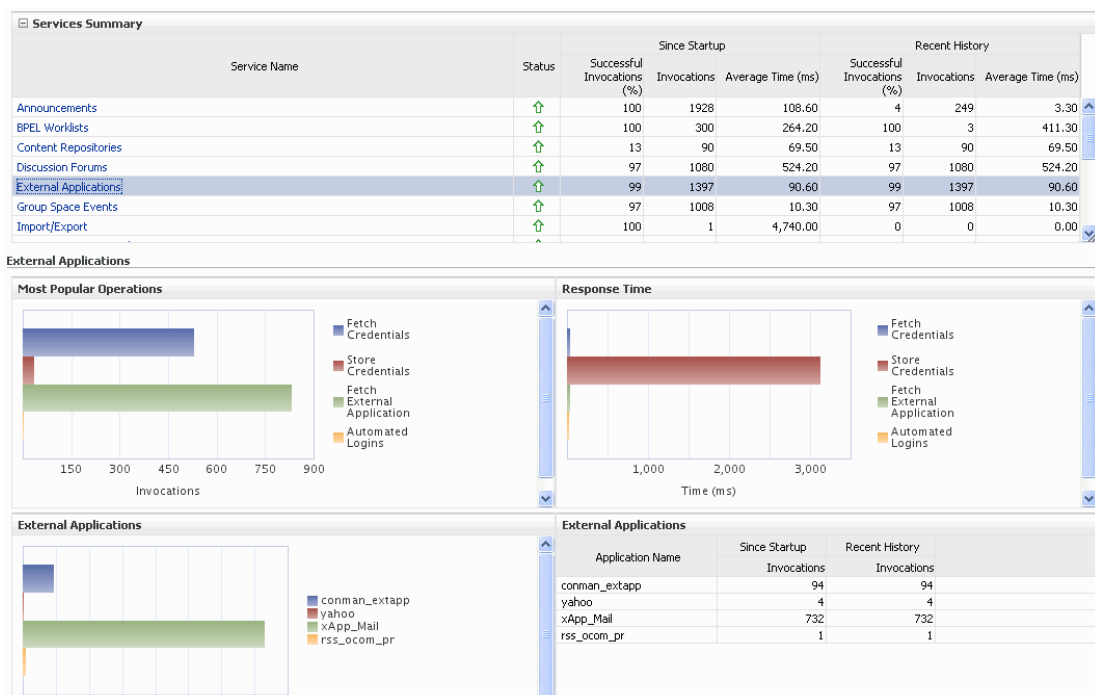 Services Summary
Service Name Status Since Startup Recent History
Successful Invocations (%) Invocations Average Time (ms) Successful Invocations (%) Invocations Average Time (ms)
Announcements 100 1928 108.60 4 249 3.30
BPEL Worklists 100 300 264.20 100 3 411.30
Content Repositories 13 90 69.50 13 90 69.50
Discussion Forums 97 1080 524.20 97 1080 524.20
External Applications 99 1397 90.60 99 1397 90.60
Group Space Events 97 1008 10.30 97 1008 10.30
Import/Export 100 1 4,740.00 0 0 0.00
External Applications
Most Popular Operations
Fetch
Credentials
Store
Credentials
Fetch
External
Application
Automated
Logins
150 300 450 600 750 900
Invocations
Response Time
Fetch
Credentials
Store
Credentials
Fetch
External
Application
Automated
Logins
1,000 2,000 3,000
Time (ms)
External Applications
conman_extapp
yahoo
xApp_Mail
rss_ocom_pr
External Applications
Application Name Since Startup Recent History
Invocations Invocations
conman_extapp 94 94
yahoo 4 4
xApp_Mail 732 732
rss_ocom_pr 1 1